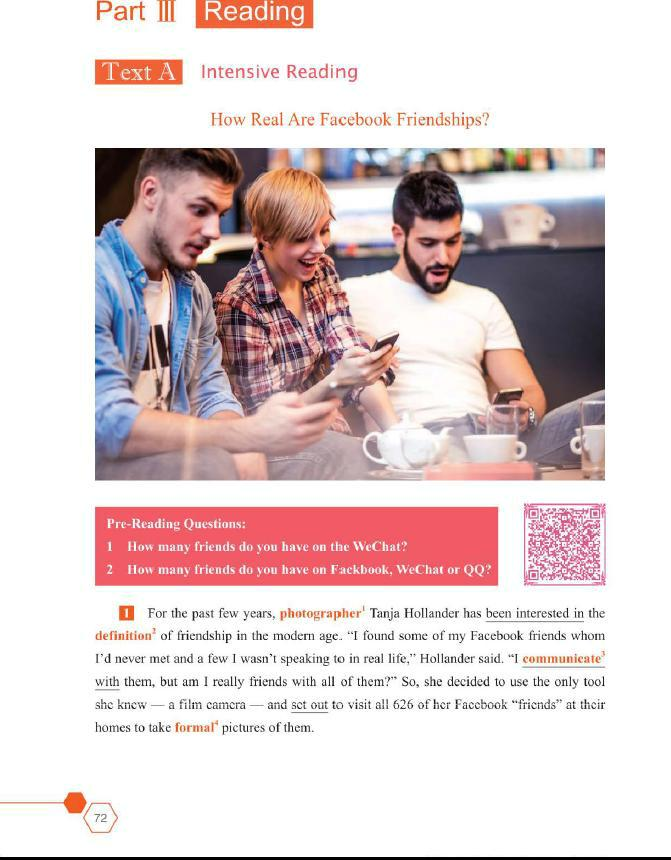 Part Ⅲ Reading
Text A Intensive Reading
How Real Are Facebook Friendships?
Pre-Reading Questions:
1 How many friends do you have on the WeChat?
2 How many friends do you have on Fackbook, WeChat or QQ?
1 For the past few years, photographer¹ Tanja Hollander has been interested in the
definition² of friendship in the modern age. “I found some of my Facebook friends whom
I’d never met and a few I wasn’t speaking to in real life,” Hollander said. “I communicate³
with them, but am I really friends with all of them?” So, she decided to use the only tool
she knew — a film camera — and set out to visit all 626 of her Facebook “friends” at their
homes to take formal⁴ pictures of them.
72